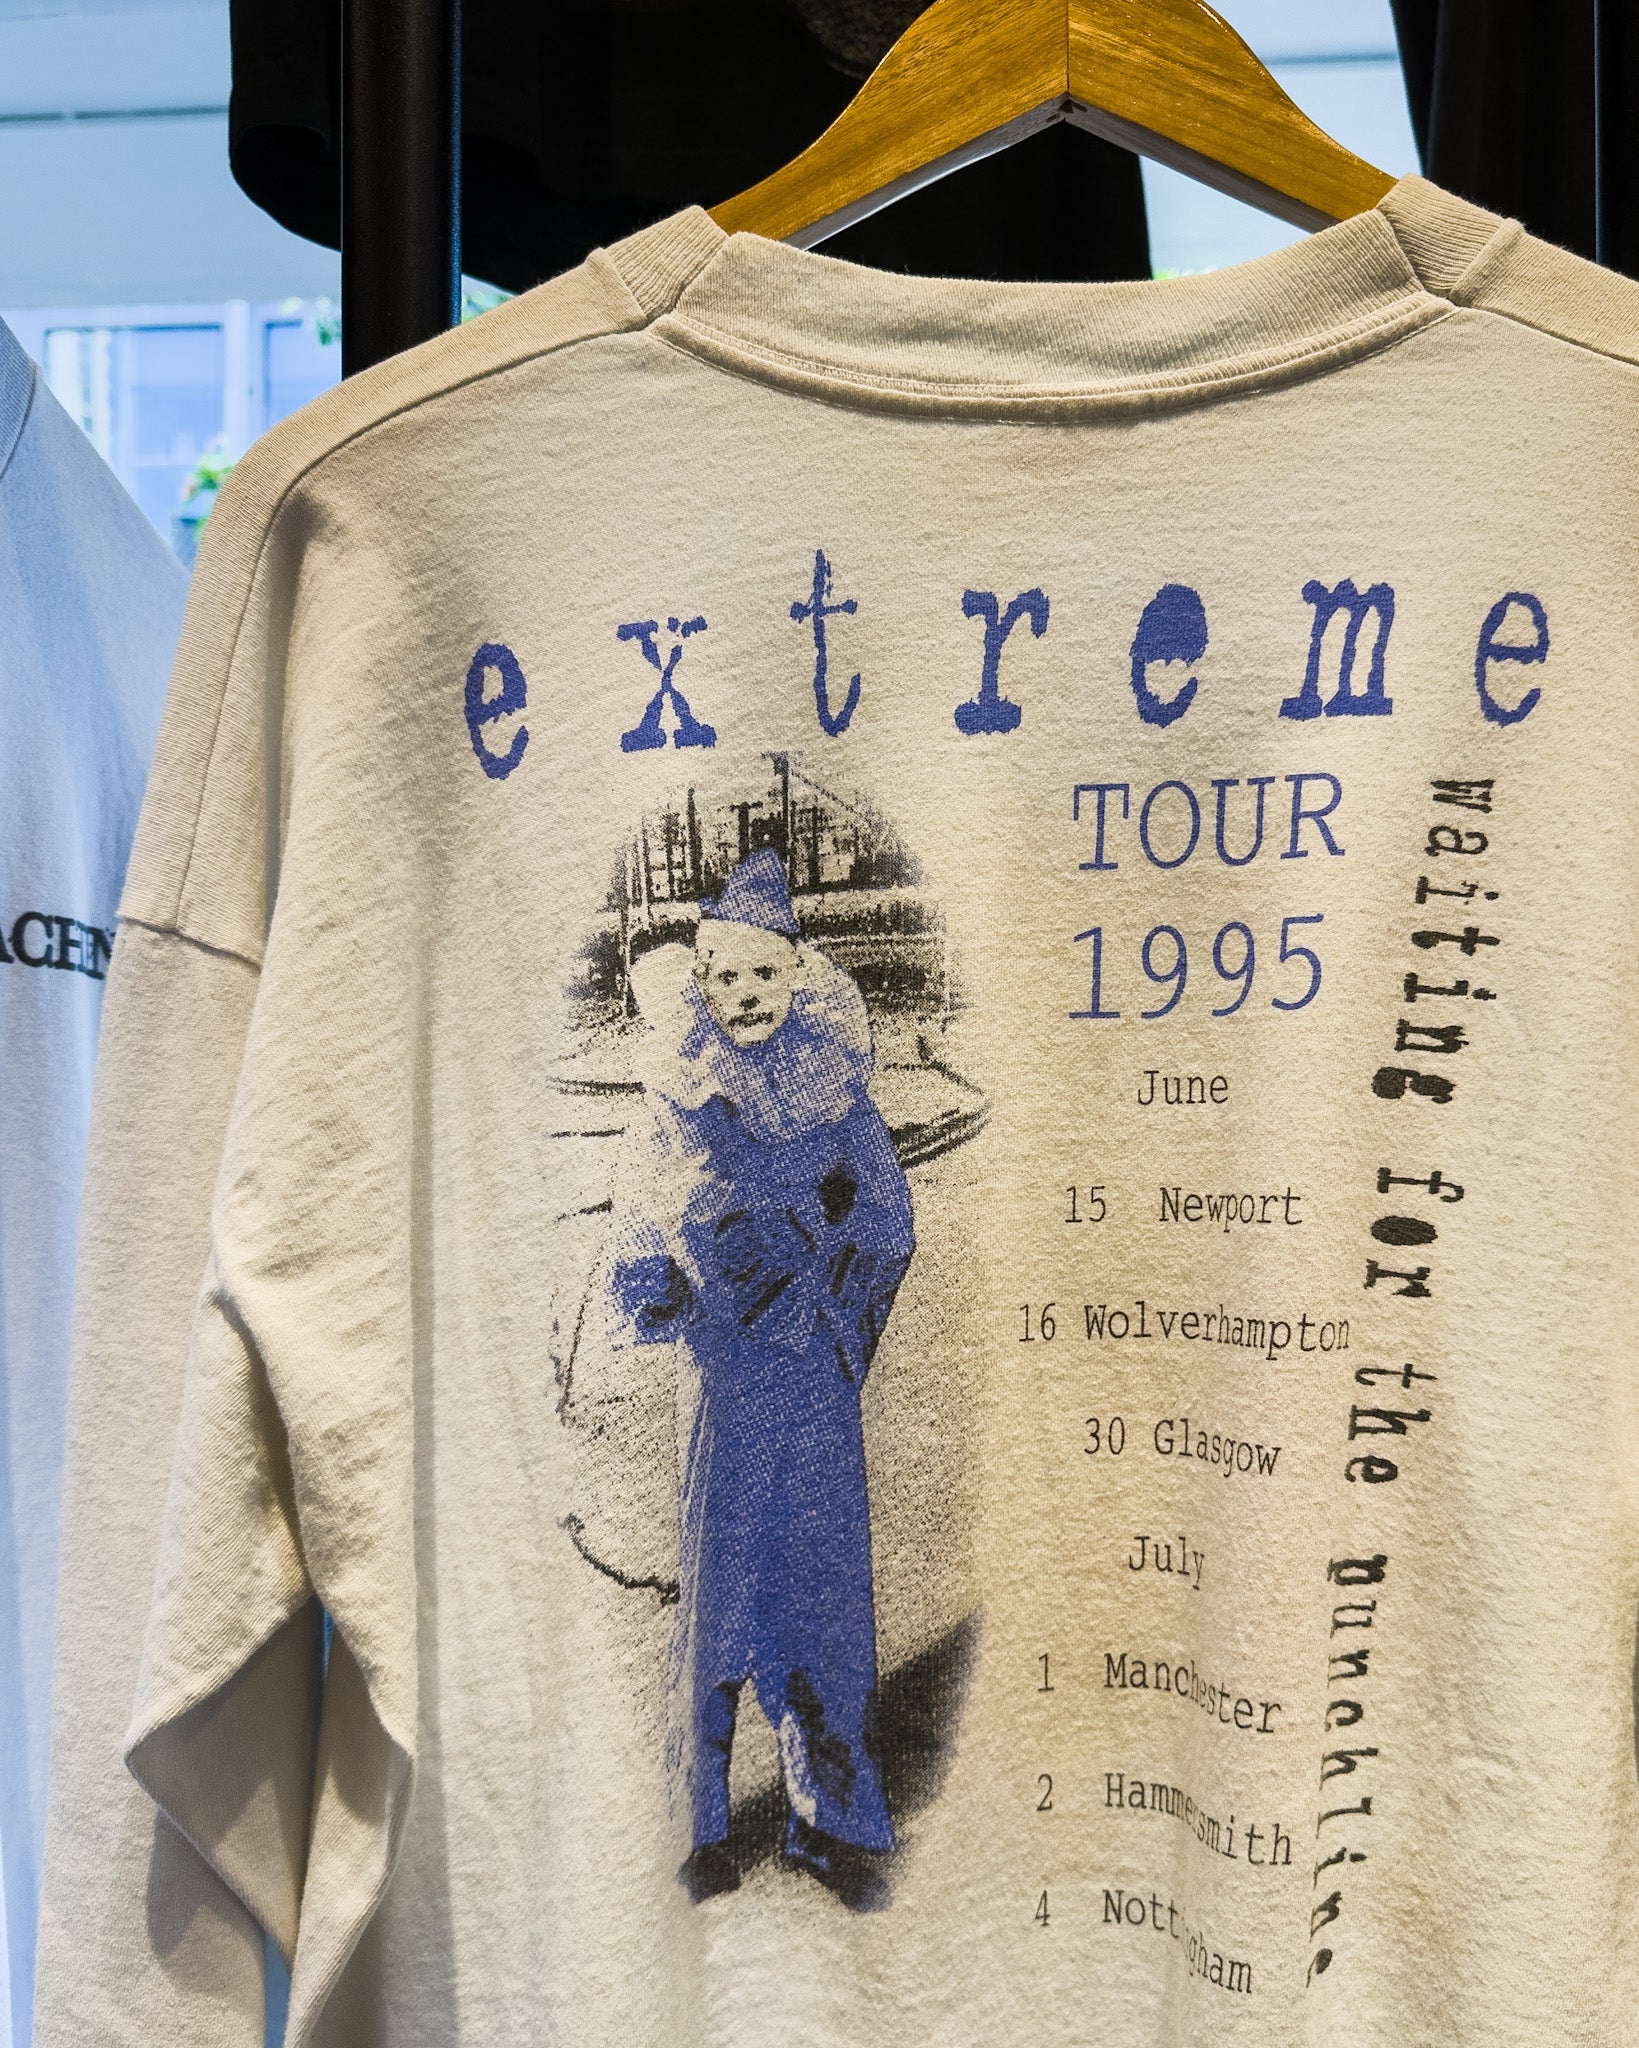 extreme
TOUR
1995
June
15 Newport
16 Wolverhampton
30 Glasgow
July
1 Manchester
2 Hammersmith
4 Nottingham
waiting for the punchline